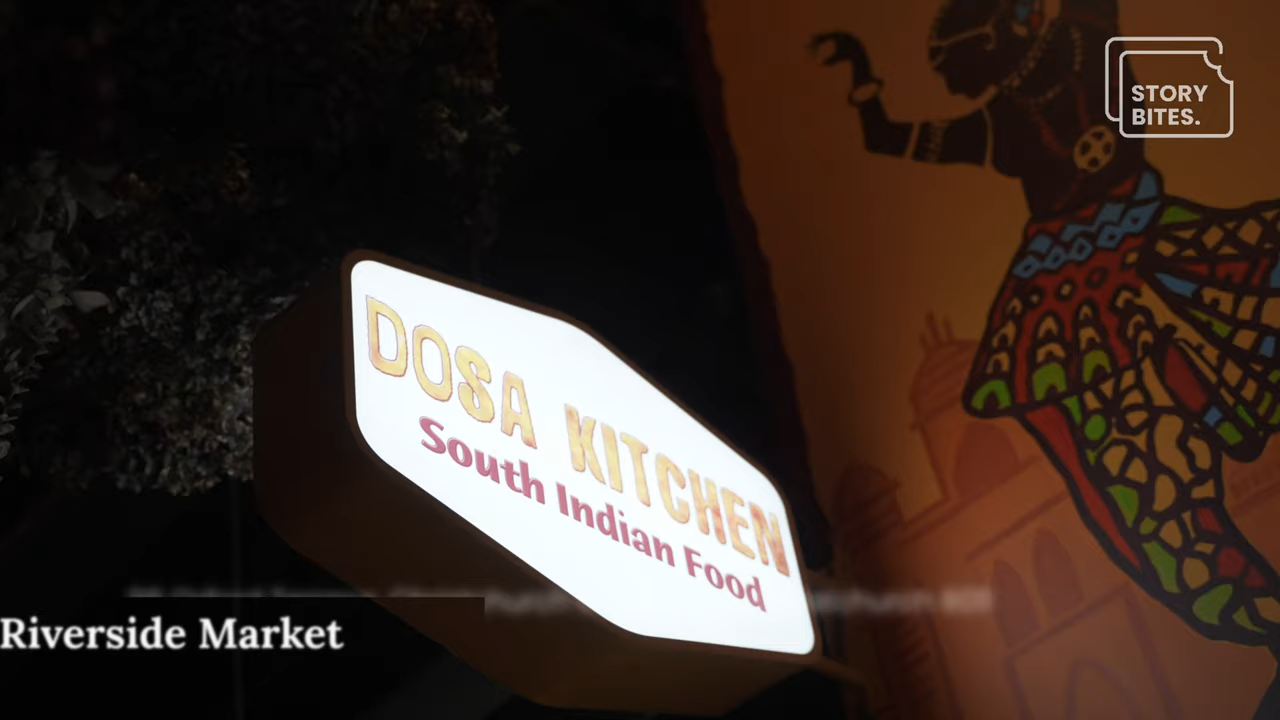 STORY
BITES.
DOSA KITCHEN
South Indian Food
Riverside Market